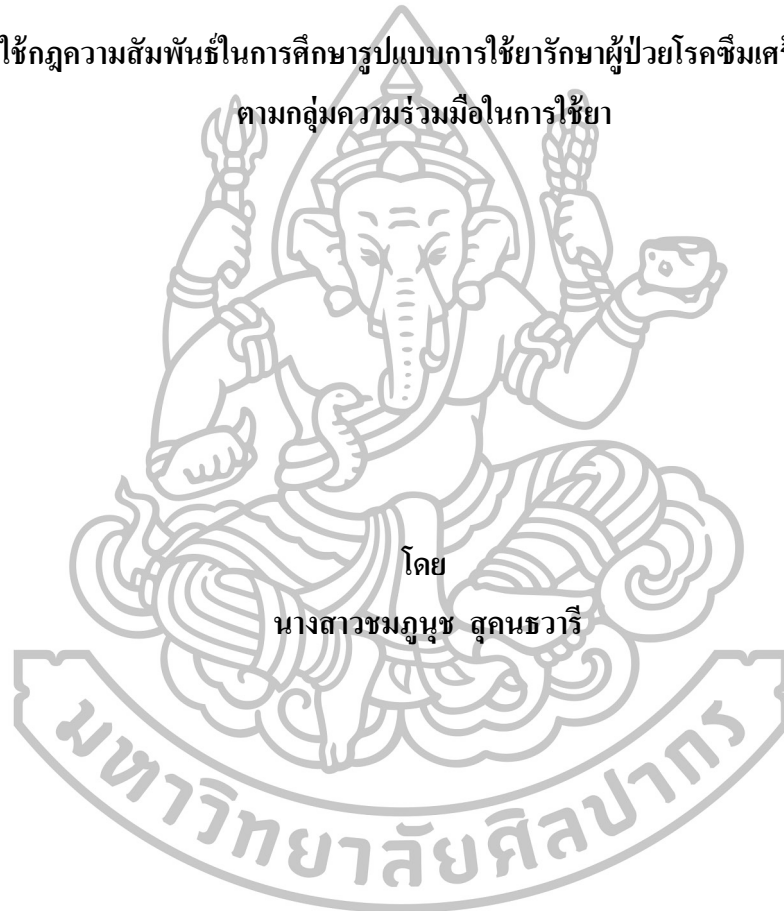 ใช้กฎความสัมพันธ์ในการศึกษารูปแบบการใช้ยารักษาผู้ป่วยโรคซึมเศร้
ตามกลุ่มความร่วมมือในการใช้ยา
โดย
นางสาวชมภูนุช สุคนธวารี
มหาวิทยาลัยศิลปากร